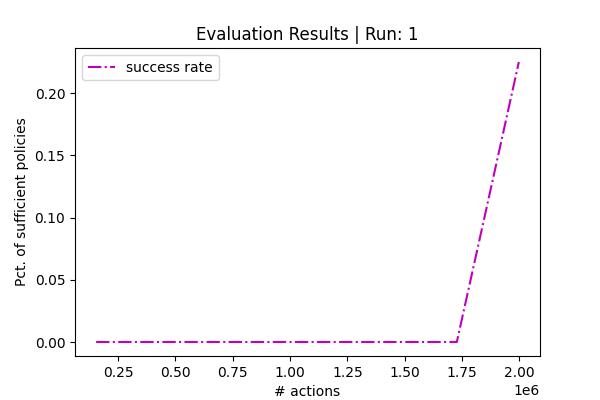 Evaluation Results | Run: 1
success rate
Pct. of sufficient policies
0.20
0.15
0.10
0.05
0.00
0.25 0.50 0.75 1.00 1.25 1.50 1.75 2.00
1e6
# actions